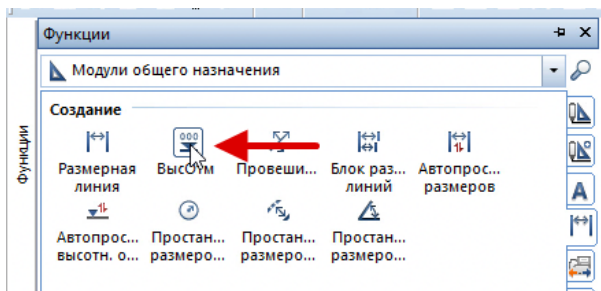 Функции
Модули общего назначения
Функции
Создание
Размерная линия
ВысОтм
Провеши...
Блок раз... линий
Автопрос... размеров
Автопрос... высотн. о...
Простан... размеро...
Простан... размеро...
Простан... размеро...